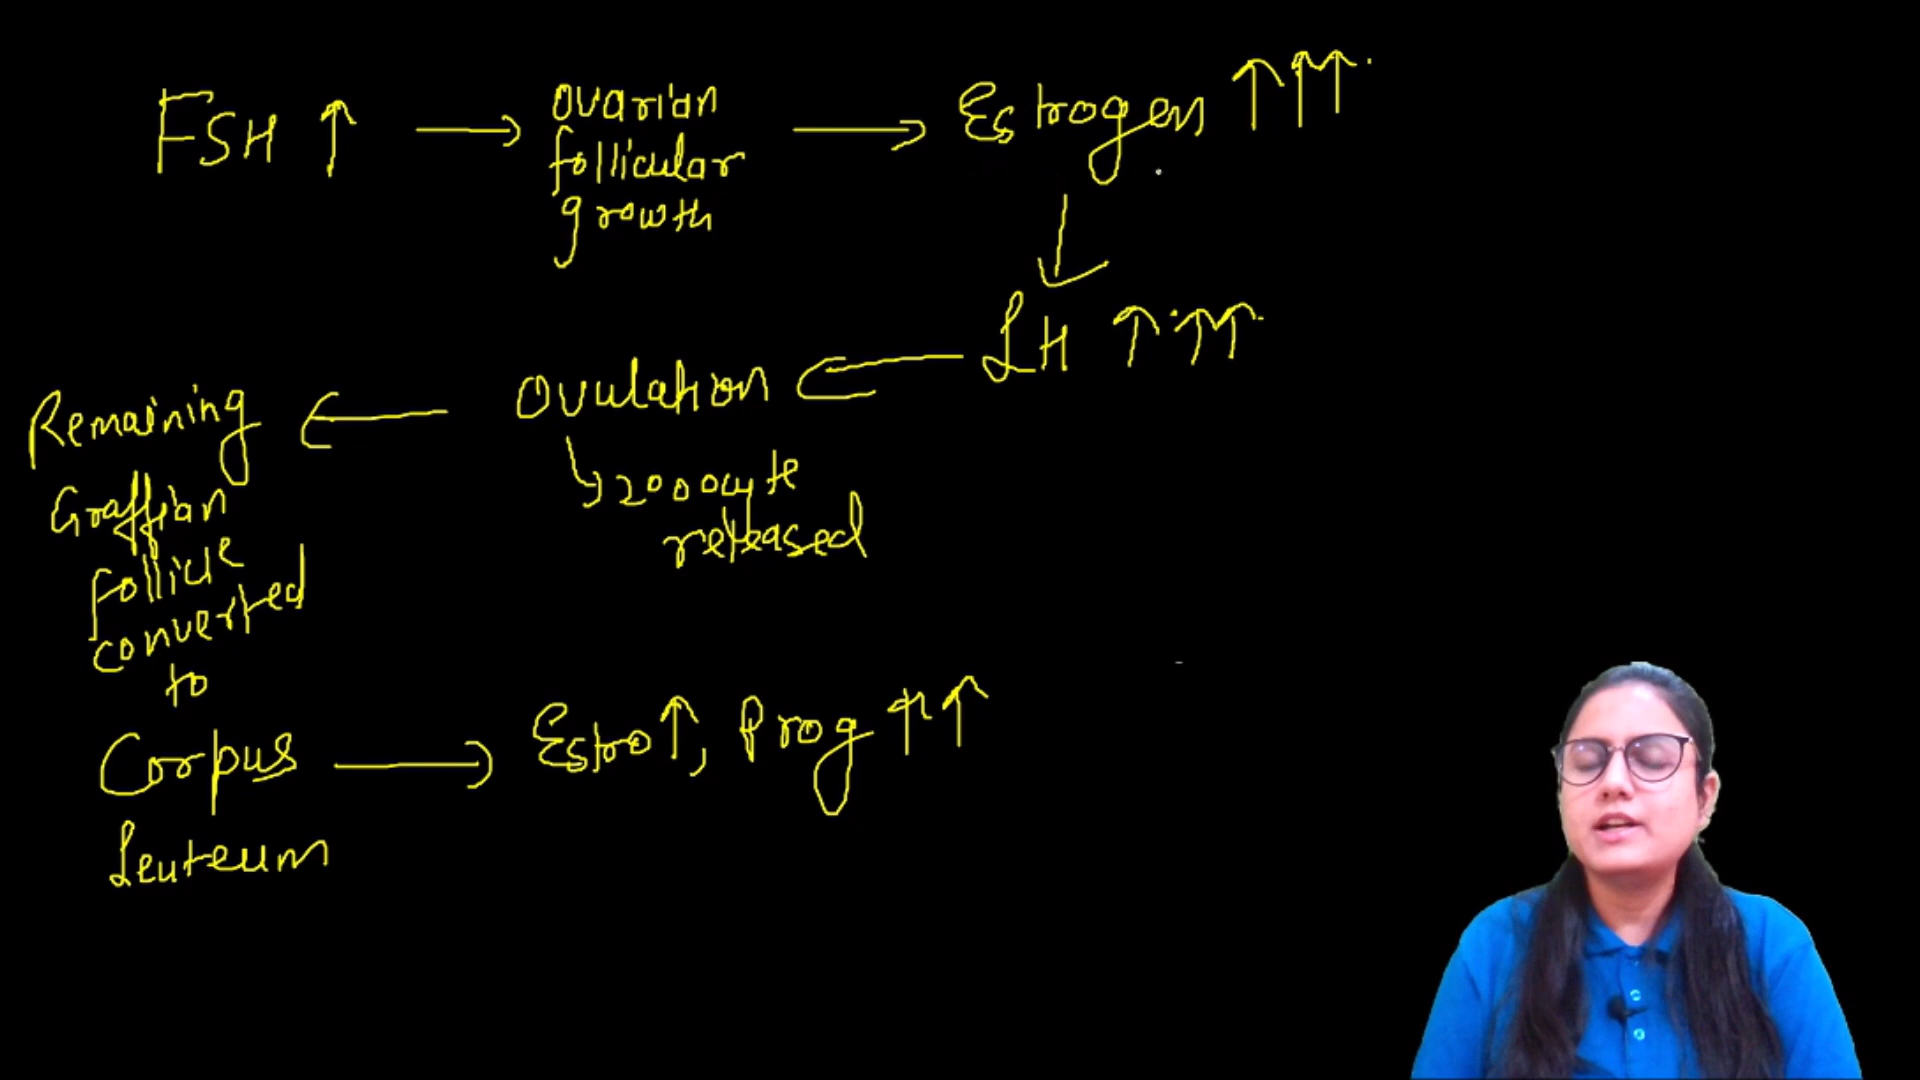 FSH ↑ → Ovarian → Estrogen ↑↑↑
follicular
growth
↓
LH ↑↑↑
Ovulation ←
Remaining ←
↳ 2° oocyte
released
Graffian
follicle
converted
to
Corpus → Estro↑, Prog ↑↑
Leuteum